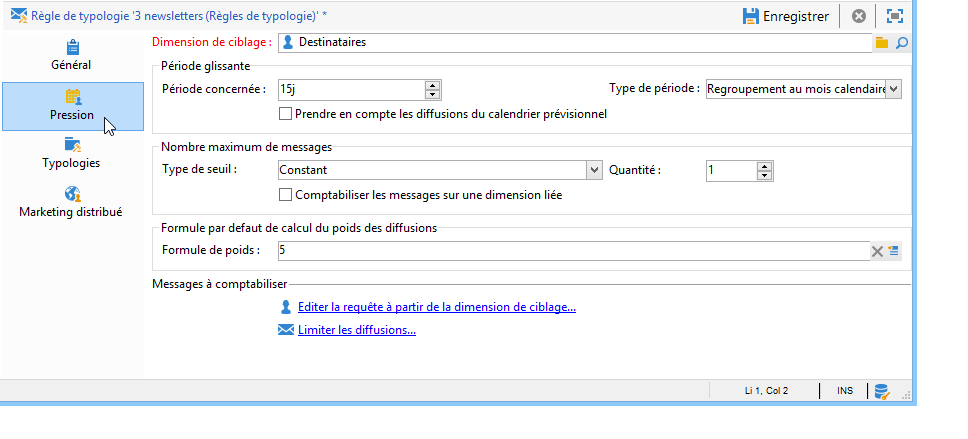 Règle de typologie '3 newsletters (Règles de typologie)' *
Enregistrer
Général
Pression
Typologies
Marketing distribué
Dimension de ciblage : Destinataires
Période glissante
Période concernée : 15j Type de période : Regroupement au mois calendaire
Prendre en compte les diffusions du calendrier prévisionnel
Nombre maximum de messages
Type de seuil : Constant Quantité : 1
Comptabiliser les messages sur une dimension liée
Formule par defaut de calcul du poids des diffusions
Formule de poids : 5
Messages à comptabiliser
Editer la requête à partir de la dimension de ciblage...
Limiter les diffusions...
Li 1, Col 2 INS